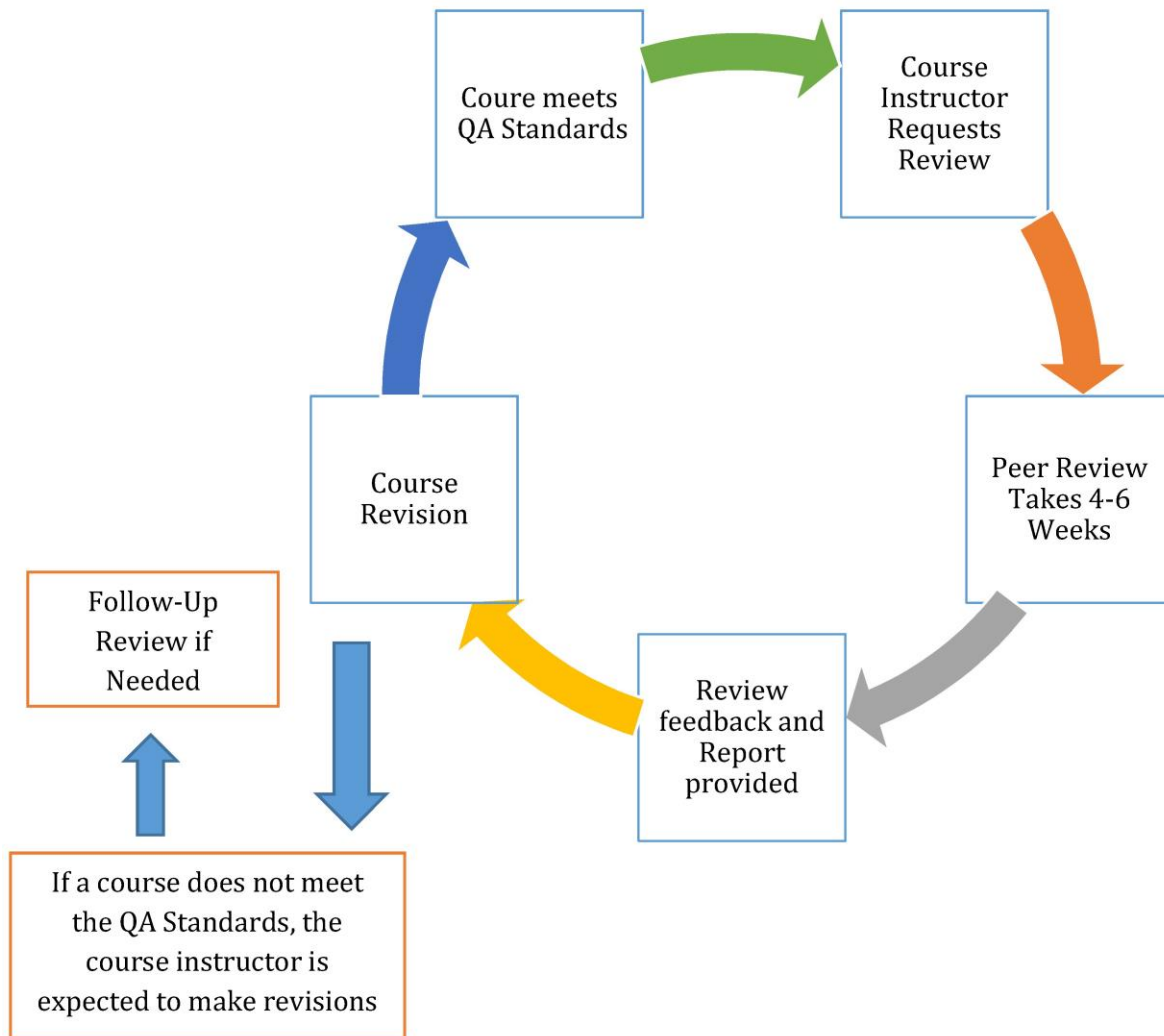 Coure meets
QA Standards
Course
Instructor
Requests
Review
Peer Review
Takes 4-6
Weeks
Review
feedback and
Report
provided
Course
Revision
Follow-Up
Review if
Needed
If a course does not meet
the QA Standards, the
course instructor is
expected to make revisions